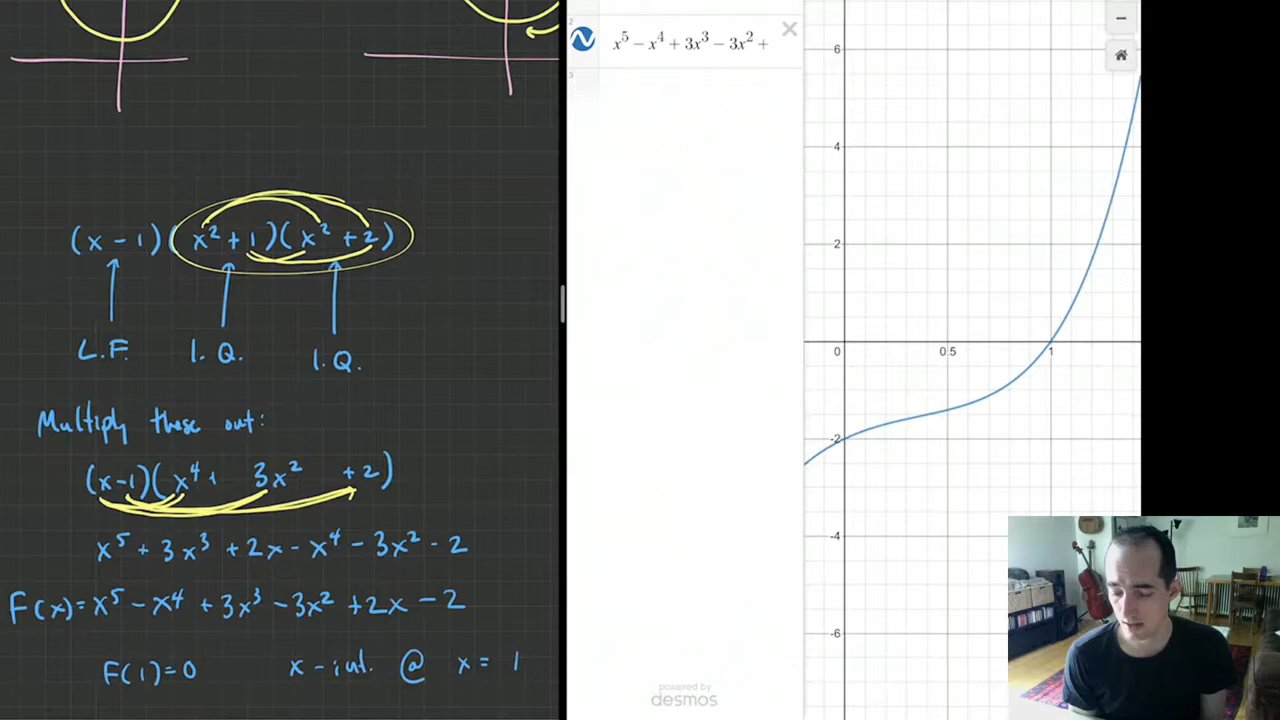 (x - 1)(x² + 1)(x² + 2)
L.F. I.Q. I.Q.
Multiply these out:
(x-1)(x⁴ + 3x² + 2)
x⁵ + 3x³ + 2x - x⁴ - 3x² - 2
F(x) = x⁵ - x⁴ + 3x³ - 3x² + 2x - 2
F(1) = 0 x-int. @ x = 1
2
x⁵ − x⁴ + 3x³ − 3x² +
3
powered by
desmos
6
4
2
0 0.5 1
-2
-4
-6